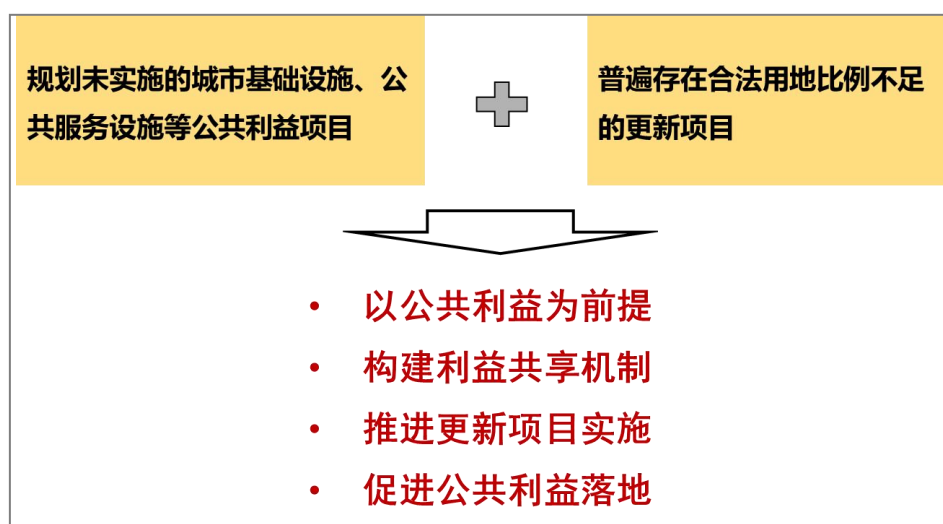 规划未实施的城市基础设施、公
共服务设施等公共利益项目
普遍存在合法用地比例不足
的更新项目
• 以公共利益为前提
• 构建利益共享机制
• 推进更新项目实施
• 促进公共利益落地